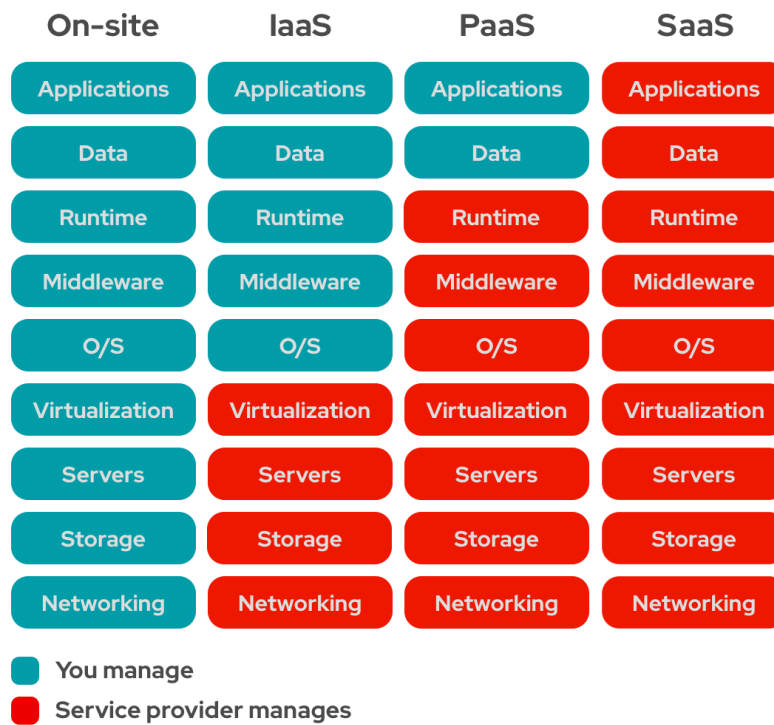 On-site IaaS PaaS SaaS
Applications Applications Applications Applications
Data Data Data Data
Runtime Runtime Runtime Runtime
Middleware Middleware Middleware Middleware
O/S O/S O/S O/S
Virtualization Virtualization Virtualization Virtualization
Servers Servers Servers Servers
Storage Storage Storage Storage
Networking Networking Networking Networking
You manage
Service provider manages